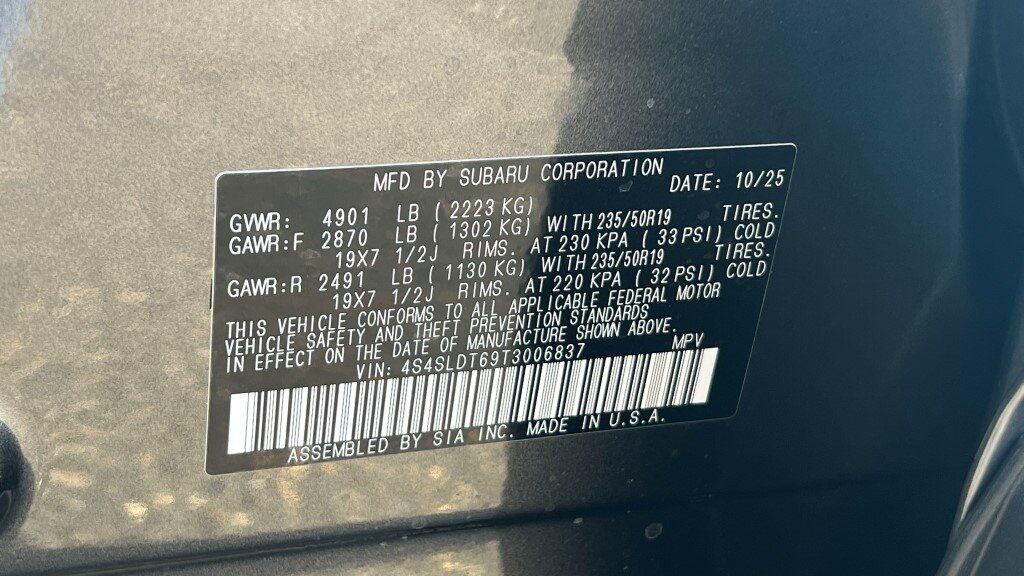 MFD BY SUBARU CORPORATION DATE: 10/25
GVWR: 4901 LB ( 2223 KG)
GAWR:F 2870 LB ( 1302 KG) WITH 235/50R19 TIRES.
19X7 1/2J RIMS. AT 230 KPA ( 33 PSI) COLD
GAWR:R 2491 LB ( 1130 KG) WITH 235/50R19 TIRES.
19X7 1/2J RIMS. AT 220 KPA ( 32 PSI) COLD
THIS VEHICLE CONFORMS TO ALL APPLICABLE FEDERAL MOTOR
VEHICLE SAFETY AND THEFT PREVENTION STANDARDS
IN EFFECT ON THE DATE OF MANUFACTURE SHOWN ABOVE.
VIN: 4S4SLDT69T3006837 MPV
ASSEMBLED BY SIA INC. MADE IN U.S.A.